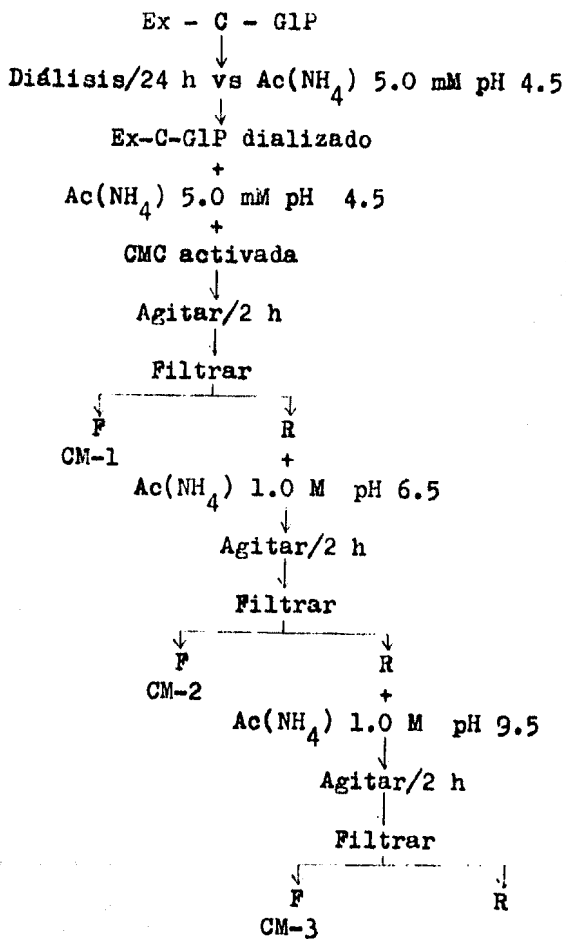 Ex - C - GlP
Diálisis/24 h vs Ac(NH4) 5.0 mM pH 4.5
Ex-C-GlP dializado
+
Ac(NH4) 5.0 mM pH 4.5
+
CMC activada
Agitar/2 h
Filtrar
F R
CM-1 +
Ac(NH4) 1.0 M pH 6.5
Agitar/2 h
Filtrar
F R
CM-2 +
Ac(NH4) 1.0 M pH 9.5
Agitar/2 h
Filtrar
F R
CM-3